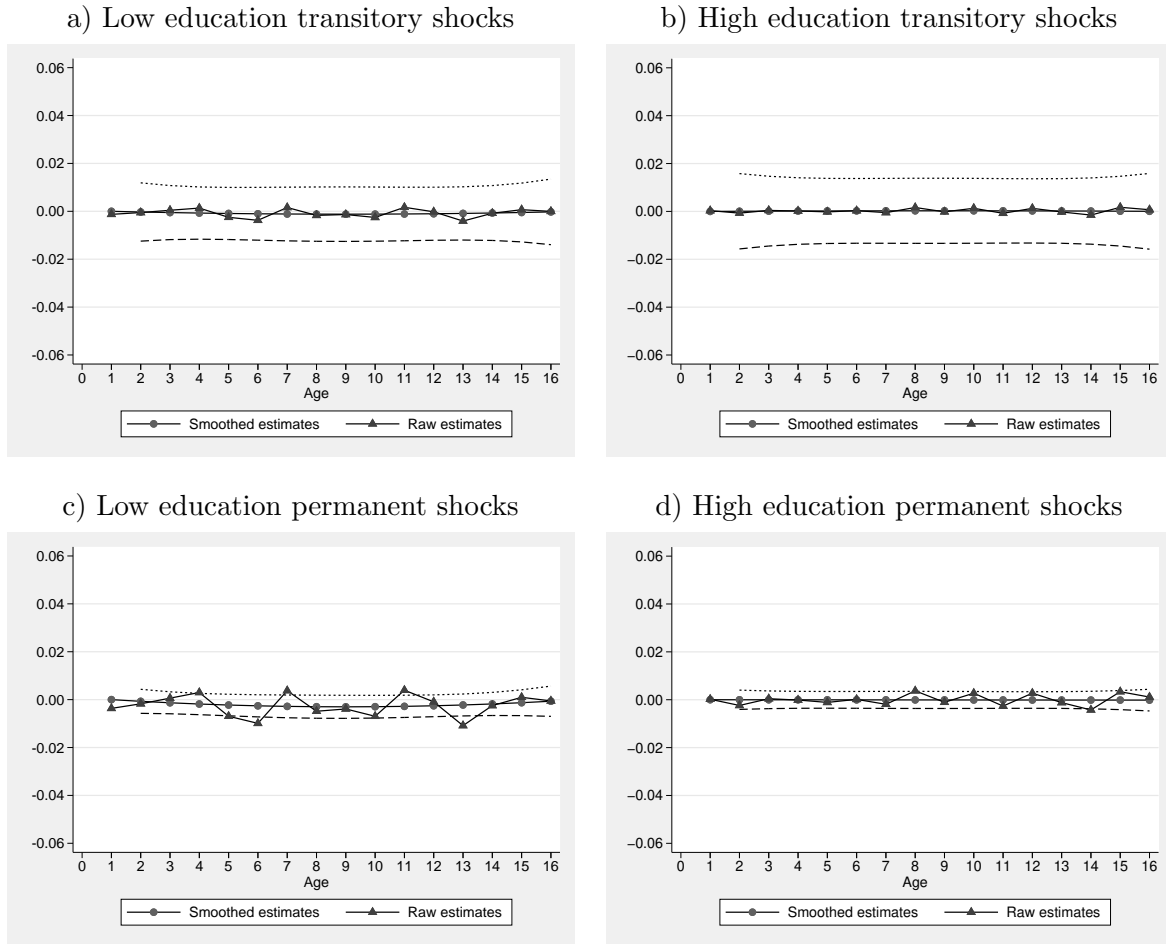 a) Low education transitory shocks
0.06
0.04
0.02
0.00
-0.02
-0.04
-0.06
0 1 2 3 4 5 6 7 8 9 10 11 12 13 14 15 16
Age
Smoothed estimates Raw estimates
b) High education transitory shocks
0.06
0.04
0.02
0.00
−0.02
−0.04
−0.06
0 1 2 3 4 5 6 7 8 9 10 11 12 13 14 15 16
Age
Smoothed estimates Raw estimates
c) Low education permanent shocks
0.06
0.04
0.02
0.00
-0.02
-0.04
-0.06
0 1 2 3 4 5 6 7 8 9 10 11 12 13 14 15 16
Age
Smoothed estimates Raw estimates
d) High education permanent shocks
0.06
0.04
0.02
0.00
−0.02
−0.04
−0.06
0 1 2 3 4 5 6 7 8 9 10 11 12 13 14 15 16
Age
Smoothed estimates Raw estimates